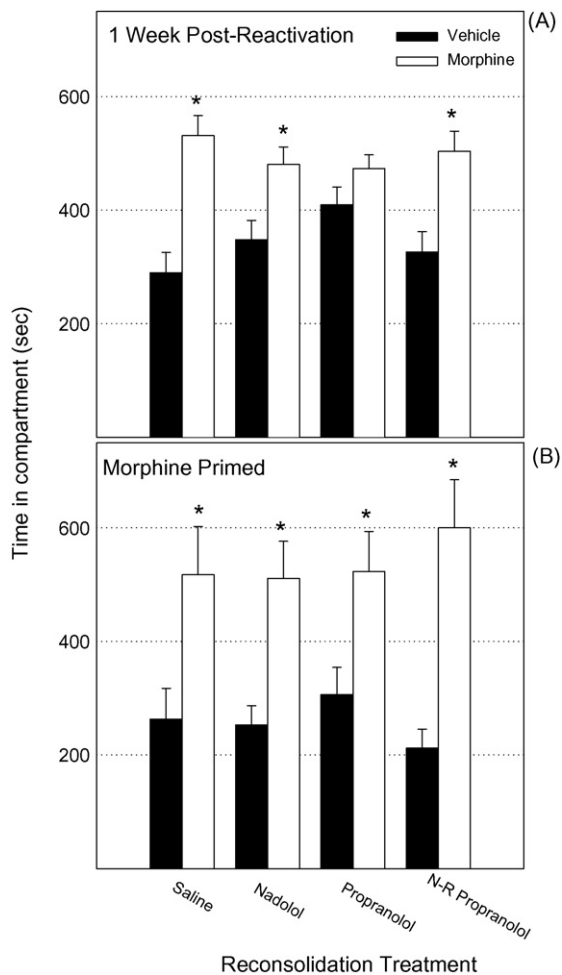 (A)
1 Week Post-Reactivation
Vehicle
Morphine
600
*
*
*
400
200
Time in compartment (sec)
(B)
Morphine Primed
*
*
*
*
600
400
200
Saline
Nadolol
Propranolol
N-R Propranolol
Reconsolidation Treatment